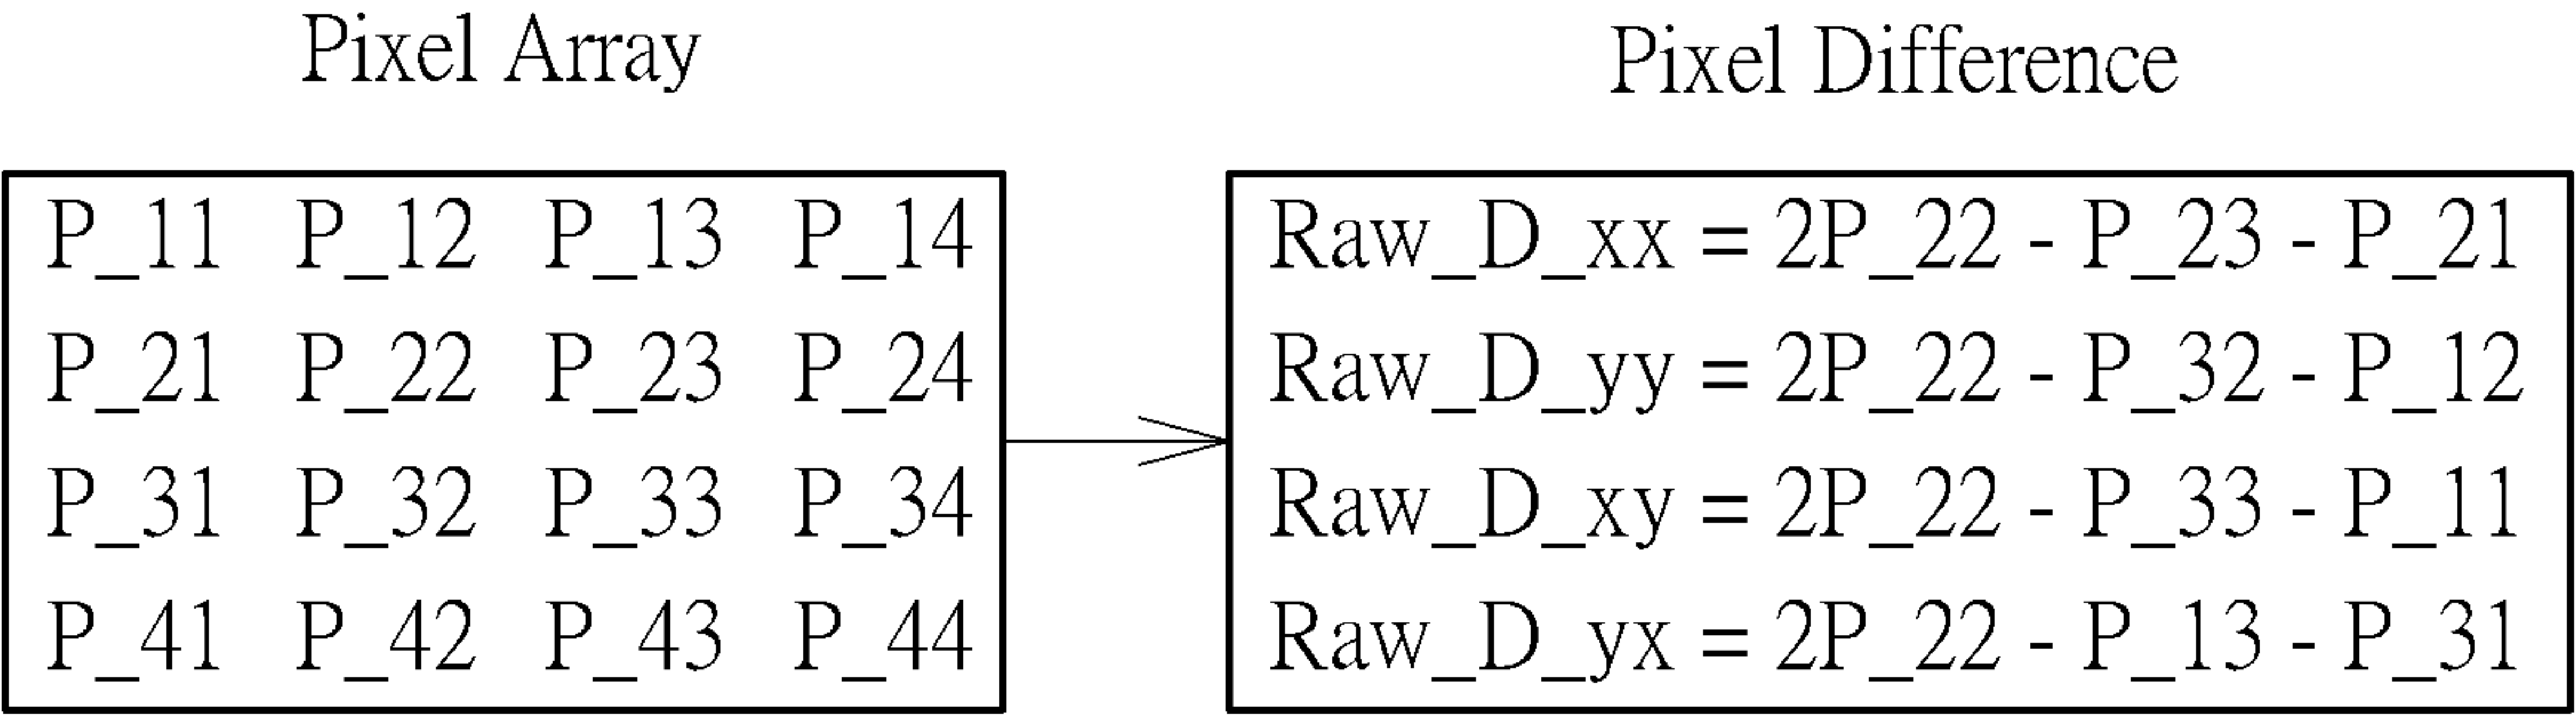 Pixel Array
Pixel Difference
P_11 P_12 P_13 P_14
P_21 P_22 P_23 P_24
P_31 P_32 P_33 P_34
P_41 P_42 P_43 P_44
Raw_D_xx = 2P_22 - P_23 - P_21
Raw_D_yy = 2P_22 - P_32 - P_12
Raw_D_xy = 2P_22 - P_33 - P_11
Raw_D_yx = 2P_22 - P_13 - P_31